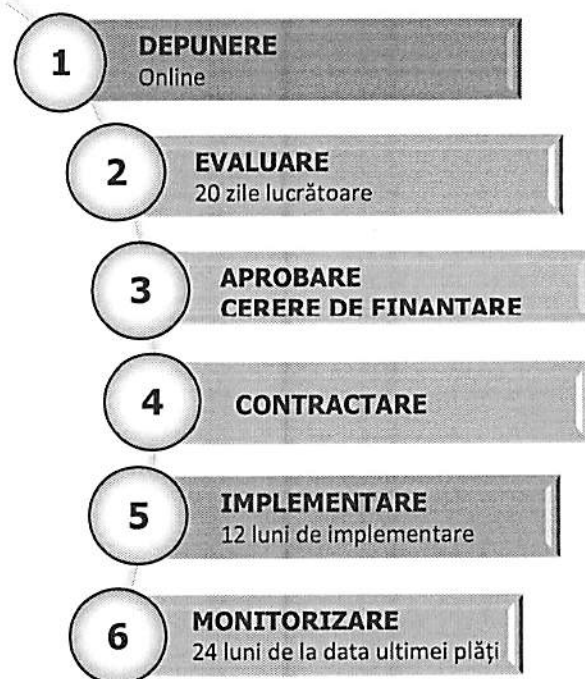 1
DEPUNERE
Online
2
EVALUARE
20 zile lucrătoare
3
APROBARE
CERERE DE FINANTARE
4
CONTRACTARE
5
IMPLEMENTARE
12 luni de implementare
6
MONITORIZARE
24 luni de la data ultimei plăți